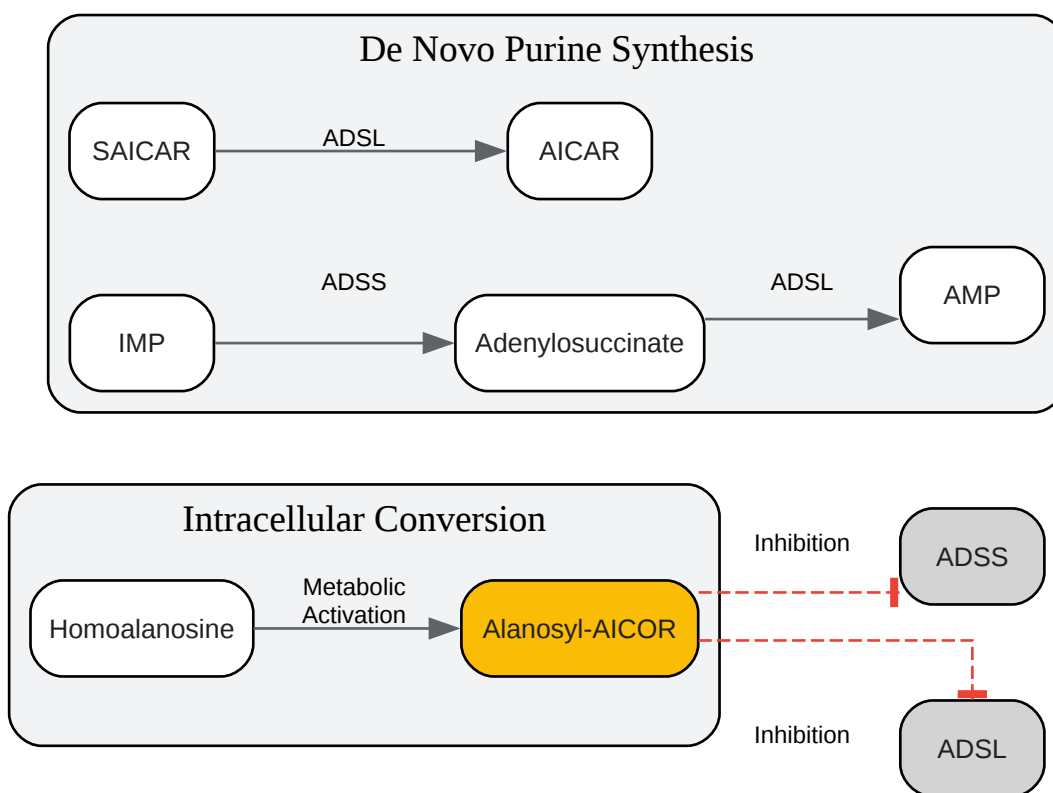 De Novo Purine Synthesis
SAICAR
ADSL
AICAR
IMP
ADSS
Adenylosuccinate
ADSL
AMP
Intracellular Conversion
Homoalanosine
Metabolic
Activation
Alanosyl-AICOR
Inhibition
ADSS
Inhibition
ADSL